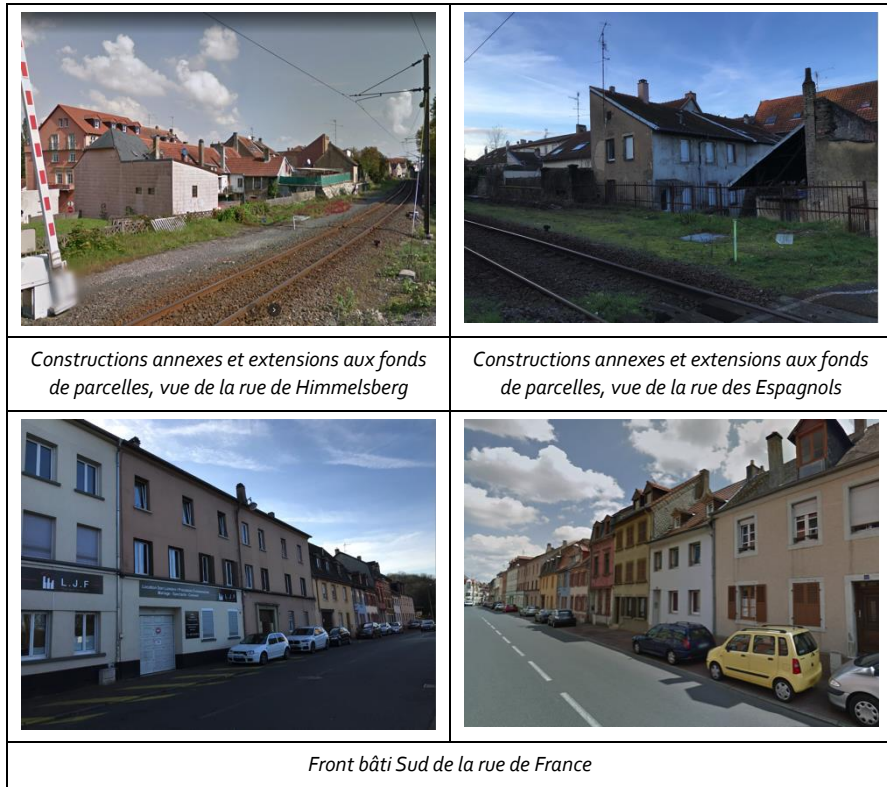 Constructions annexes et extensions aux fonds
de parcelles, vue de la rue de Himmelsberg
Constructions annexes et extensions aux fonds
de parcelles, vue de la rue des Espagnols
L.J.F
Front bâti Sud de la rue de France